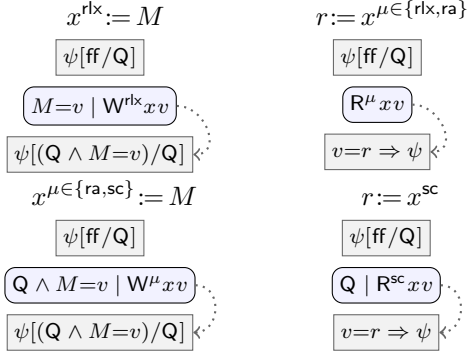 x^rlx := M
ψ[ff/Q]
M=v | W^rlx xv
ψ[(Q ∧ M=v)/Q]
r := x^μ∈{rlx,ra}
ψ[ff/Q]
R^μ xv
v=r ⇒ ψ
x^μ∈{ra,sc} := M
ψ[ff/Q]
Q ∧ M=v | W^μ xv
ψ[(Q ∧ M=v)/Q]
r := x^sc
ψ[ff/Q]
Q | R^sc xv
v=r ⇒ ψ